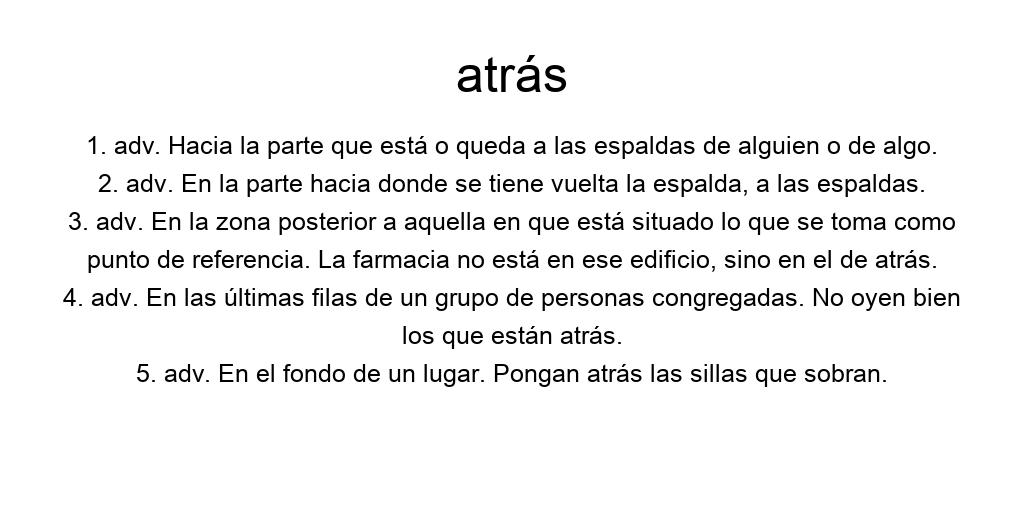 atrás
1. adv. Hacia la parte que está o queda a las espaldas de alguien o de algo.
2. adv. En la parte hacia donde se tiene vuelta la espalda, a las espaldas.
3. adv. En la zona posterior a aquella en que está situado lo que se toma como
punto de referencia. La farmacia no está en ese edificio, sino en el de atrás.
4. adv. En las últimas filas de un grupo de personas congregadas. No oyen bien
los que están atrás.
5. adv. En el fondo de un lugar. Pongan atrás las sillas que sobran.